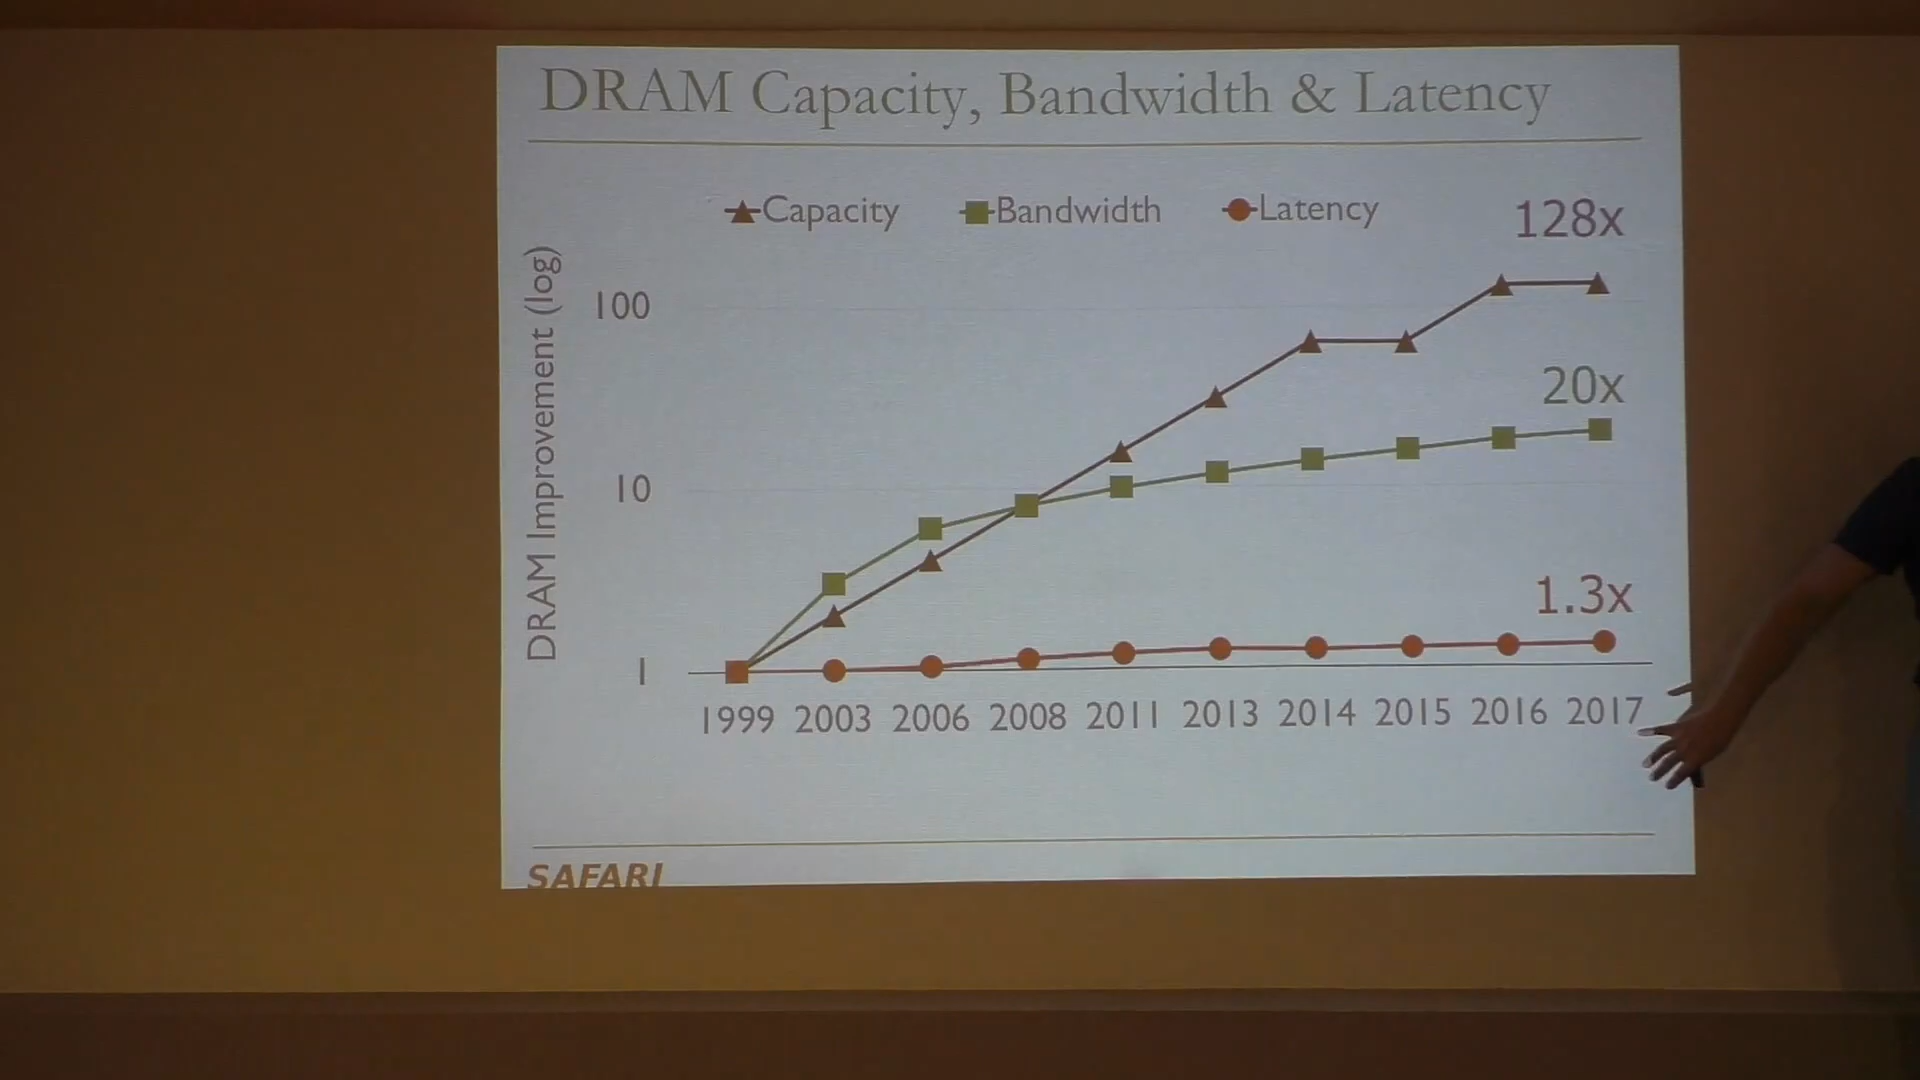 DRAM Capacity, Bandwidth & Latency
Capacity Bandwidth Latency
128x
DRAM Improvement (log)
100
20x
10
1.3x
1
1999 2003 2006 2008 2011 2013 2014 2015 2016 2017
SAFARI